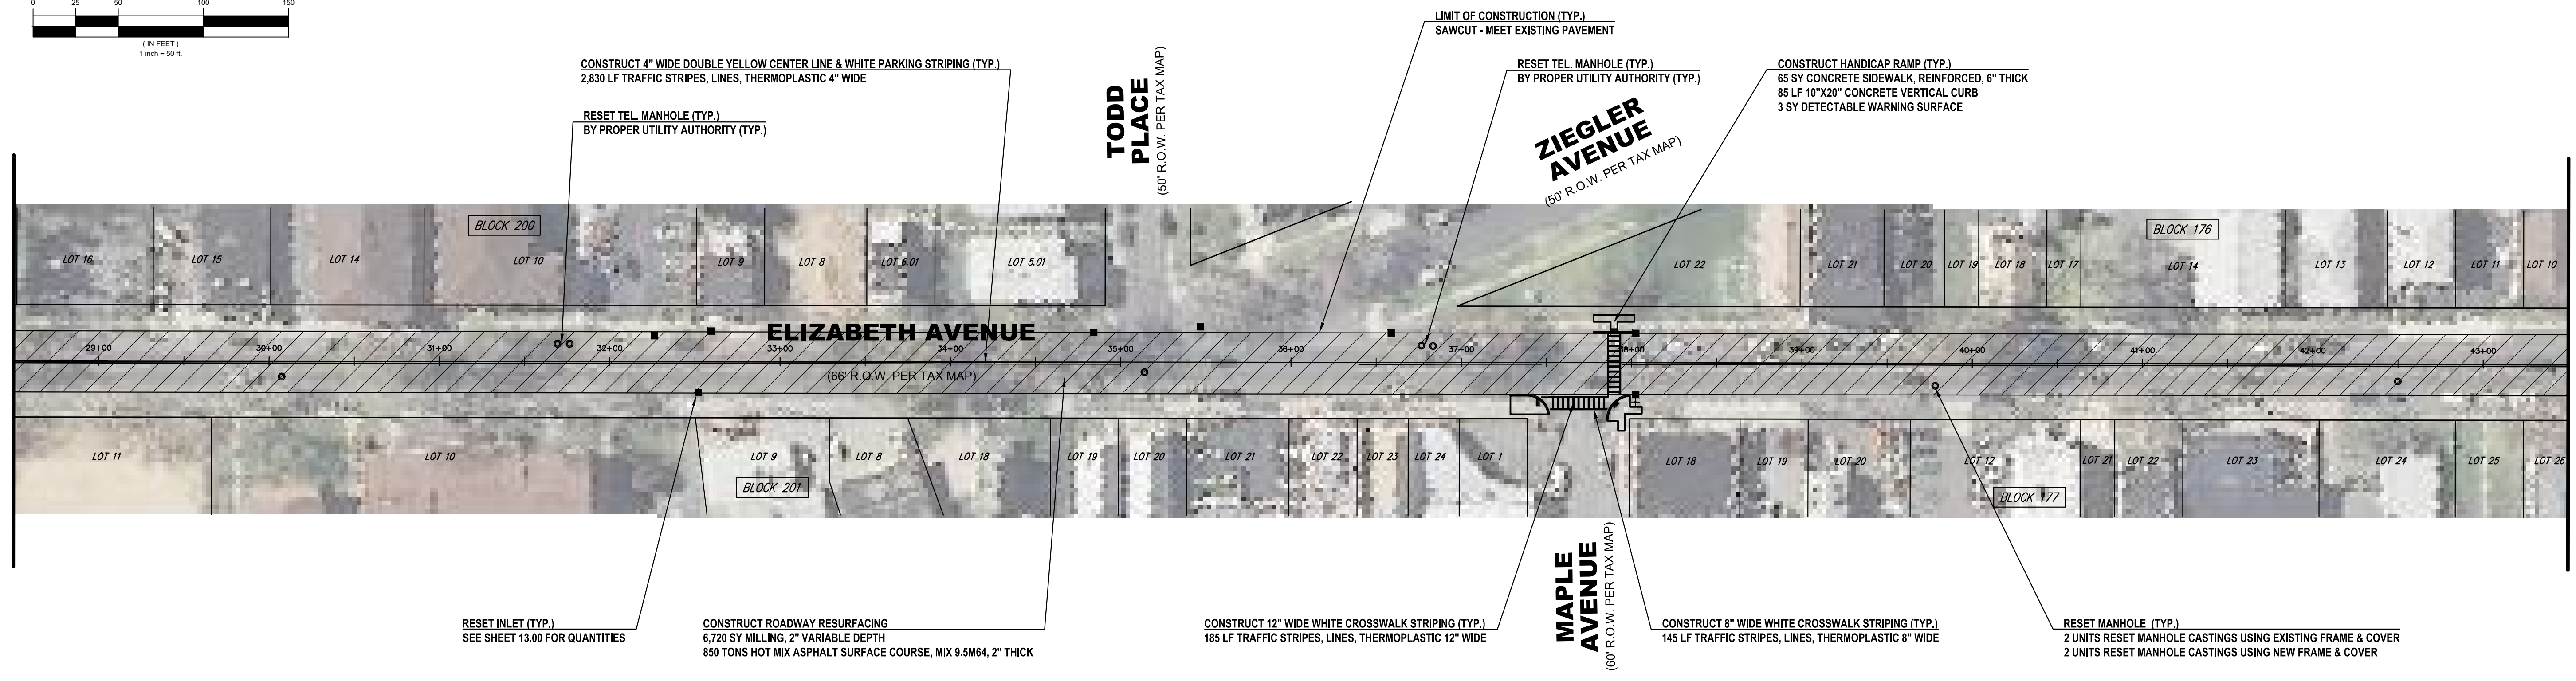 0 25 50 100 150
( IN FEET )
1 inch = 50 ft.
LIMIT OF CONSTRUCTION (TYP.)
SAWCUT - MEET EXISTING PAVEMENT
CONSTRUCT 4" WIDE DOUBLE YELLOW CENTER LINE & WHITE PARKING STRIPING (TYP.)
2,830 LF TRAFFIC STRIPES, LINES, THERMOPLASTIC 4" WIDE
RESET TEL. MANHOLE (TYP.)
BY PROPER UTILITY AUTHORITY (TYP.)
CONSTRUCT HANDICAP RAMP (TYP.)
65 SY CONCRETE SIDEWALK, REINFORCED, 6" THICK
85 LF 10"X20" CONCRETE VERTICAL CURB
3 SY DETECTABLE WARNING SURFACE
RESET TEL. MANHOLE (TYP.)
BY PROPER UTILITY AUTHORITY (TYP.)
TODD
PLACE
(50' R.O.W. PER TAX MAP)
ZIEGLER
AVENUE
(50' R.O.W. PER TAX MAP)
BLOCK 200
BLOCK 176
LOT 16 LOT 15 LOT 14 LOT 10 LOT 9 LOT 8 LOT 6.01 LOT 5.01 LOT 22 LOT 21 LOT 20 LOT 19 LOT 18 LOT 17 LOT 14 LOT 13 LOT 12 LOT 11 LOT 10
ELIZABETH AVENUE
29+00 30+00 31+00 32+00 33+00 34+00 35+00 36+00 37+00 38+00 39+00 40+00 41+00 42+00 43+00
(66' R.O.W. PER TAX MAP)
LOT 11 LOT 10 LOT 9 LOT 8 LOT 18 LOT 19 LOT 20 LOT 21 LOT 22 LOT 23 LOT 24 LOT 1 LOT 18 LOT 19 LOT 20 LOT 12 LOT 21 LOT 22 LOT 23 LOT 24 LOT 25 LOT 26
BLOCK 201
BLOCK 177
MAPLE
AVENUE
(60' R.O.W. PER TAX MAP)
RESET INLET (TYP.)
SEE SHEET 13.00 FOR QUANTITIES
CONSTRUCT ROADWAY RESURFACING
6,720 SY MILLING, 2" VARIABLE DEPTH
850 TONS HOT MIX ASPHALT SURFACE COURSE, MIX 9.5M64, 2" THICK
CONSTRUCT 12" WIDE WHITE CROSSWALK STRIPING (TYP.)
185 LF TRAFFIC STRIPES, LINES, THERMOPLASTIC 12" WIDE
CONSTRUCT 8" WIDE WHITE CROSSWALK STRIPING (TYP.)
145 LF TRAFFIC STRIPES, LINES, THERMOPLASTIC 8" WIDE
RESET MANHOLE (TYP.)
2 UNITS RESET MANHOLE CASTINGS USING EXISTING FRAME & COVER
2 UNITS RESET MANHOLE CASTINGS USING NEW FRAME & COVER